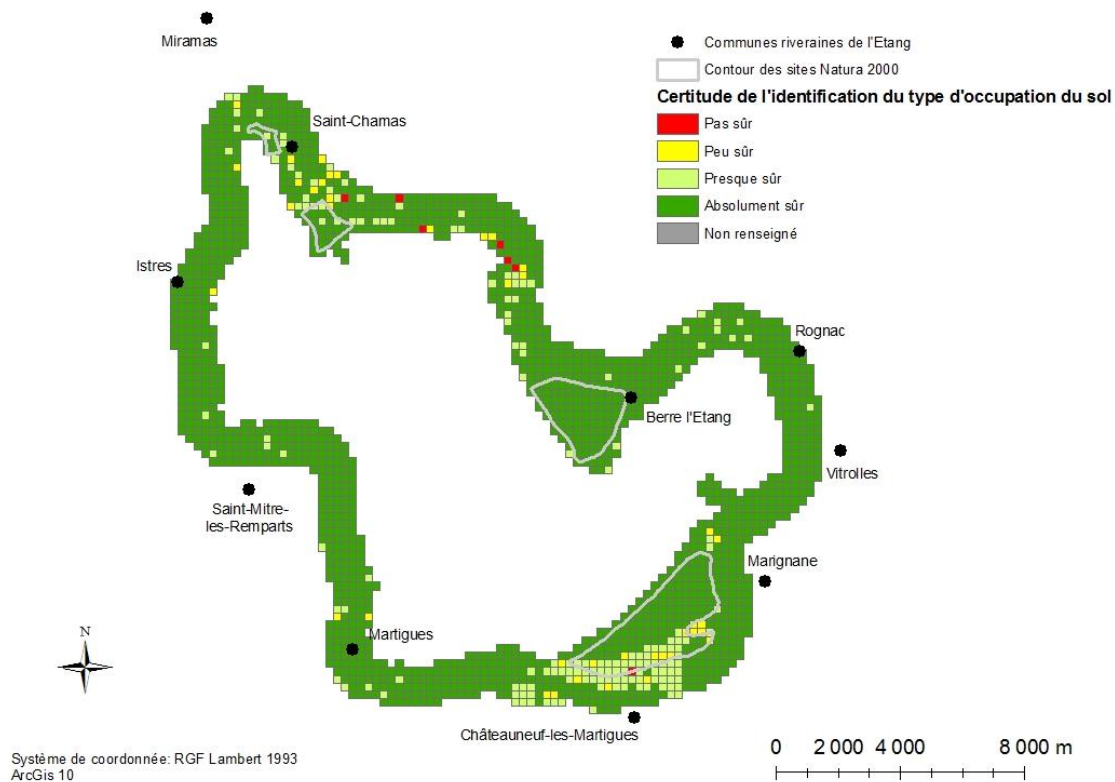 Miramas
Communes riveraines de l'Etang
Contour des sites Natura 2000
Certitude de l'identification du type d'occupation du sol
Pas sûr
Peu sûr
Presque sûr
Absolument sûr
Non renseigné
Saint-Chamas
Istres
Rognac
Berre l'Etang
Vitrolles
Saint-Mitre-
les-Remparts
Marignane
N
Martigues
Châteauneuf-les-Martigues
Système de coordonnée: RGF Lambert 1993
ArcGis 10
0 2 000 4 000 8 000 m